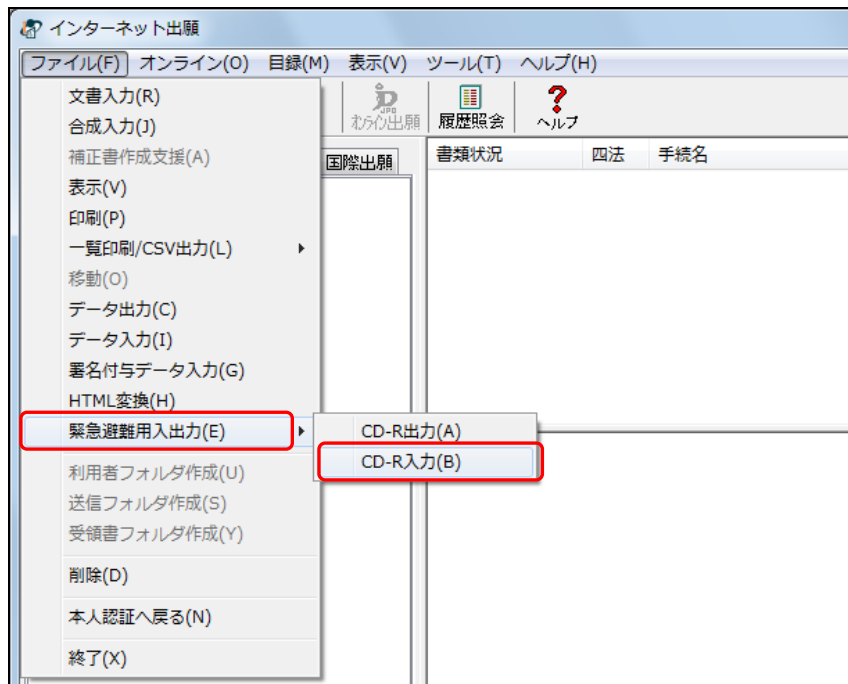 インターネット出願
ファイル(F) オンライン(O) 目録(M) 表示(V) ツール(T) ヘルプ(H)
文書入力(R)
合成入力(J)
補正書作成支援(A)
表示(V)
印刷(P)
一覧印刷/CSV出力(L)
移動(O)
データ出力(C)
データ入力(I)
署名付与データ入力(G)
HTML変換(H)
緊急避難用入出力(E)
利用者フォルダ作成(U)
送信フォルダ作成(S)
受領書フォルダ作成(Y)
削除(D)
本人認証へ戻る(N)
終了(X)
CD-R出力(A)
CD-R入力(B)
JPO
オンライン出願 履歴照会 ヘルプ
国際出願
書類状況 四法 手続名